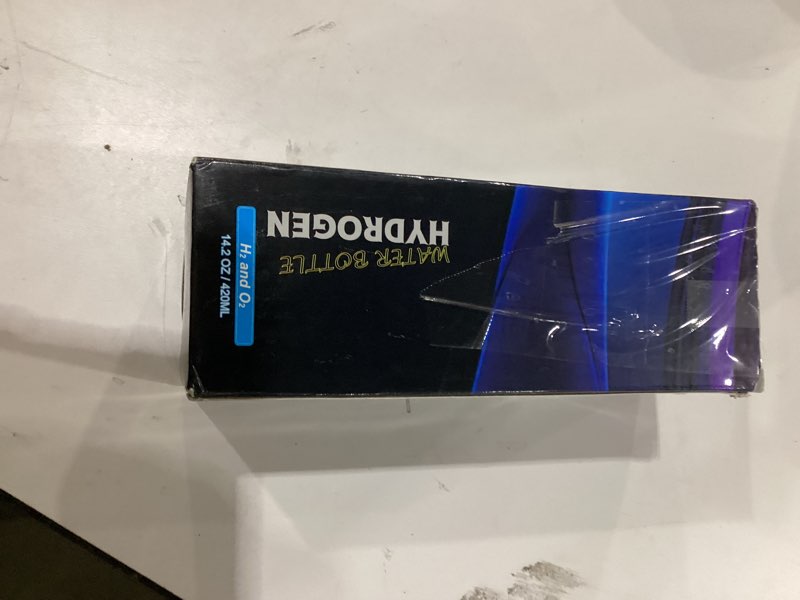 HYDROGEN
WATER BOTTLE
H₂ and O₂
14.2 OZ / 420ML